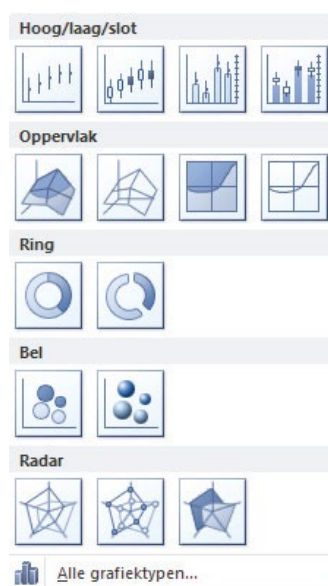 Hoog/laag/slot
Oppervlak
Ring
Bel
Radar
Alle grafiektypen...